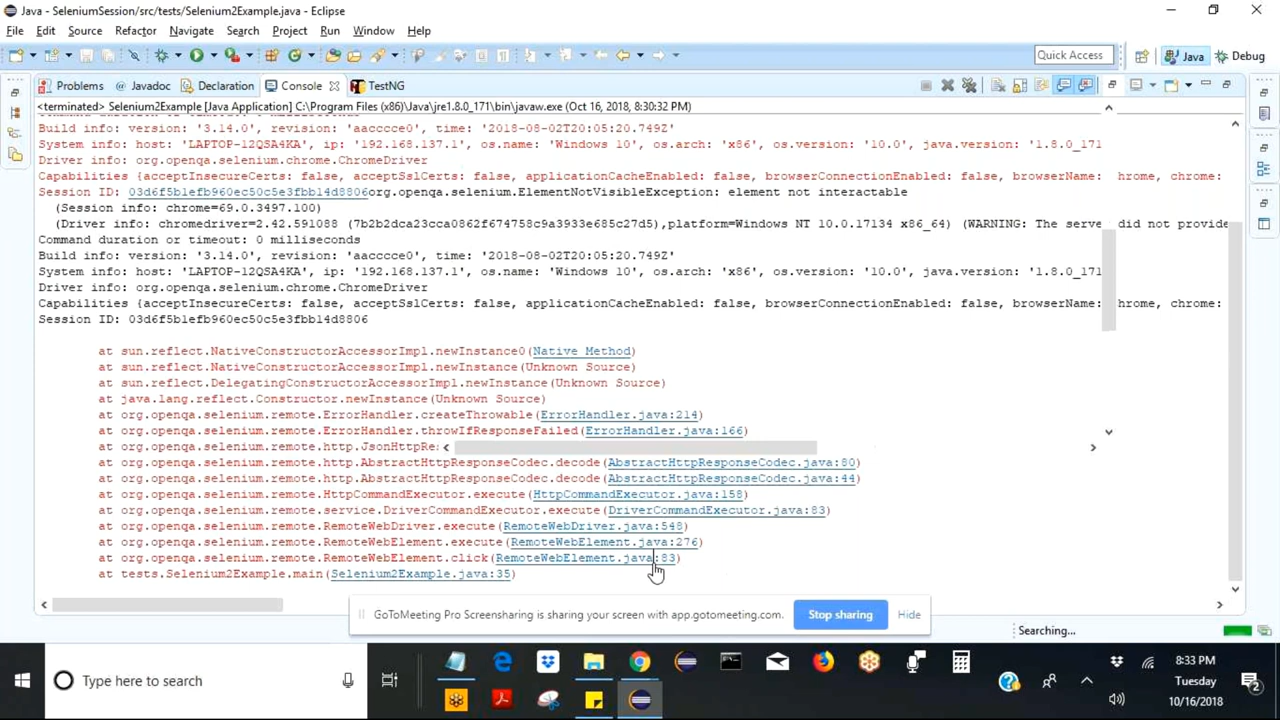 Java - SeleniumSession/src/tests/Selenium2Example.java - Eclipse
File Edit Source Refactor Navigate Search Project Run Window Help
Quick Access Java Debug
Problems Javadoc Declaration Console TestNG
<terminated> Selenium2Example [Java Application] C:\Program Files (x86)\Java\jre1.8.0_171\bin\javaw.exe (Oct 16, 2018, 8:30:32 PM)
Build info: version: '3.14.0', revision: 'aacccce0', time: '2018-08-02T20:05:20.749Z'
System info: host: 'LAPTOP-12QSA4KA', ip: '192.168.137.1', os.name: 'Windows 10', os.arch: 'x86', os.version: '10.0', java.version: '1.8.0_171
Driver info: org.openqa.selenium.chrome.ChromeDriver
Capabilities {acceptInsecureCerts: false, acceptSslCerts: false, applicationCacheEnabled: false, browserConnectionEnabled: false, browserName: hrome, chrome:
Session ID: 03d6f5b1efb960ec50c5e3fbb14d8806org.openqa.selenium.ElementNotVisibleException: element not interactable
(Session info: chrome=69.0.3497.100)
(Driver info: chromedriver=2.42.591088 (7b2b2dca23cca0862f674758c9a3933e685c27d5),platform=Windows NT 10.0.17134 x86_64) (WARNING: The serve did not provide
Command duration or timeout: 0 milliseconds
Build info: version: '3.14.0', revision: 'aacccce0', time: '2018-08-02T20:05:20.749Z'
System info: host: 'LAPTOP-12QSA4KA', ip: '192.168.137.1', os.name: 'Windows 10', os.arch: 'x86', os.version: '10.0', java.version: '1.8.0_171
Driver info: org.openqa.selenium.chrome.ChromeDriver
Capabilities {acceptInsecureCerts: false, acceptSslCerts: false, applicationCacheEnabled: false, browserConnectionEnabled: false, browserName: hrome, chrome:
Session ID: 03d6f5b1efb960ec50c5e3fbb14d8806
at sun.reflect.NativeConstructorAccessorImpl.newInstance0(Native Method)
at sun.reflect.NativeConstructorAccessorImpl.newInstance(Unknown Source)
at sun.reflect.DelegatingConstructorAccessorImpl.newInstance(Unknown Source)
at java.lang.reflect.Constructor.newInstance(Unknown Source)
at org.openqa.selenium.remote.ErrorHandler.createThrowable(ErrorHandler.java:214)
at org.openqa.selenium.remote.ErrorHandler.throwIfResponseFailed(ErrorHandler.java:166)
at org.openqa.selenium.remote.http.JsonHttpRe
at org.openqa.selenium.remote.http.AbstractHttpResponseCodec.decode(AbstractHttpResponseCodec.java:80)
at org.openqa.selenium.remote.http.AbstractHttpResponseCodec.decode(AbstractHttpResponseCodec.java:44)
at org.openqa.selenium.remote.HttpCommandExecutor.execute(HttpCommandExecutor.java:158)
at org.openqa.selenium.remote.service.DriverCommandExecutor.execute(DriverCommandExecutor.java:83)
at org.openqa.selenium.remote.RemoteWebDriver.execute(RemoteWebDriver.java:548)
at org.openqa.selenium.remote.RemoteWebElement.execute(RemoteWebElement.java:276)
at org.openqa.selenium.remote.RemoteWebElement.click(RemoteWebElement.java:83)
at tests.Selenium2Example.main(Selenium2Example.java:35)
GoToMeeting Pro Screensharing is sharing your screen with app.gotomeeting.com. Stop sharing Hide
Searching...
Type here to search
8:33 PM
Tuesday
10/16/2018
2